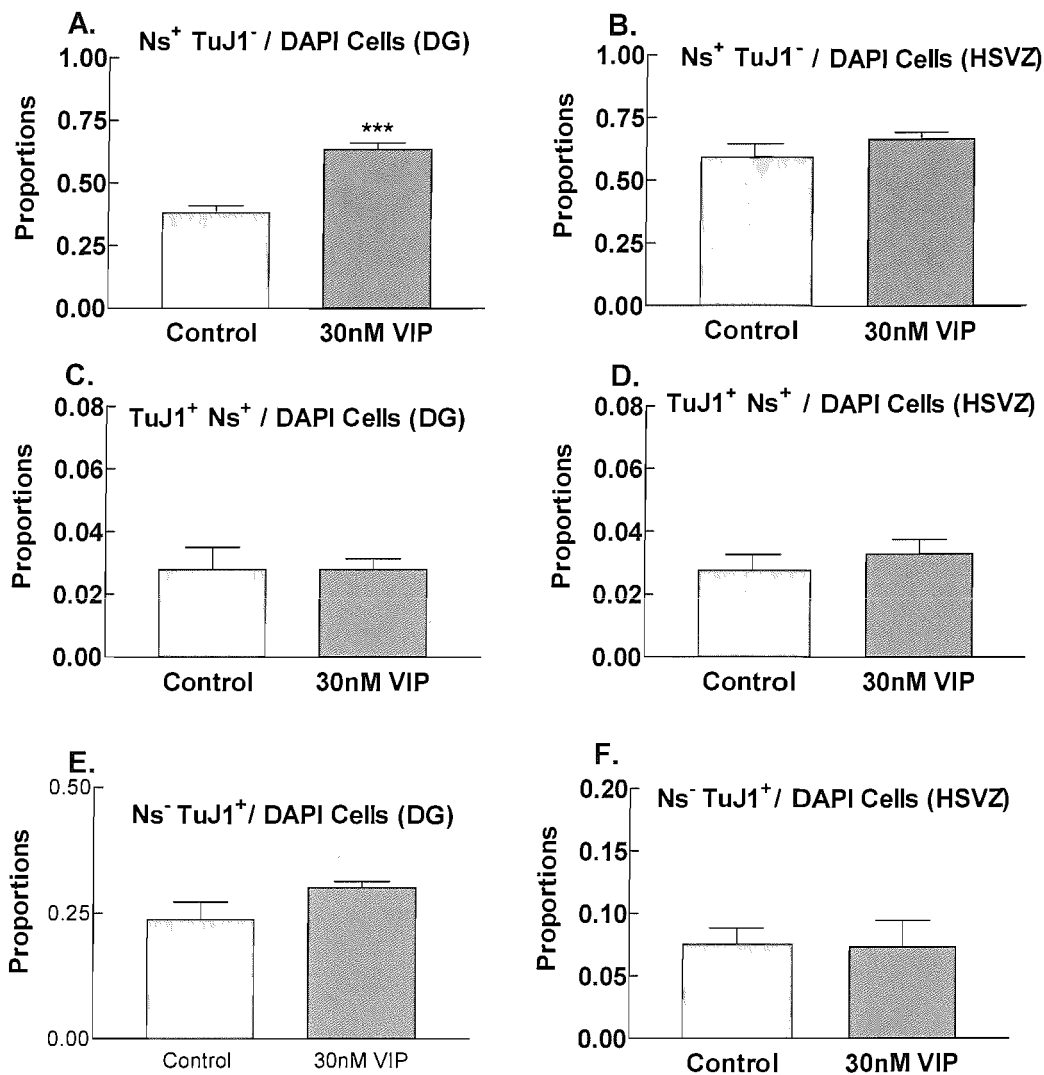 A.
Ns⁺ TuJ1⁻ / DAPI Cells (DG)
1.00
0.75
0.50
0.25
0.00
Proportions
***
Control 30nM VIP
B.
Ns⁺ TuJ1⁻ / DAPI Cells (HSVZ)
1.00
0.75
0.50
0.25
0.00
Proportions
Control 30nM VIP
C.
TuJ1⁺ Ns⁺ / DAPI Cells (DG)
0.08
0.06
0.04
0.02
0.00
Proportions
Control 30nM VIP
D.
TuJ1⁺ Ns⁺ / DAPI Cells (HSVZ)
0.08
0.06
0.04
0.02
0.00
Proportions
Control 30nM VIP
E.
Ns⁻ TuJ1⁺/ DAPI Cells (DG)
0.50
0.25
0.00
Proportions
Control 30nM VIP
F.
Ns⁻ TuJ1⁺/ DAPI Cells (HSVZ)
0.20
0.15
0.10
0.05
0.00
Proportions
Control 30nM VIP